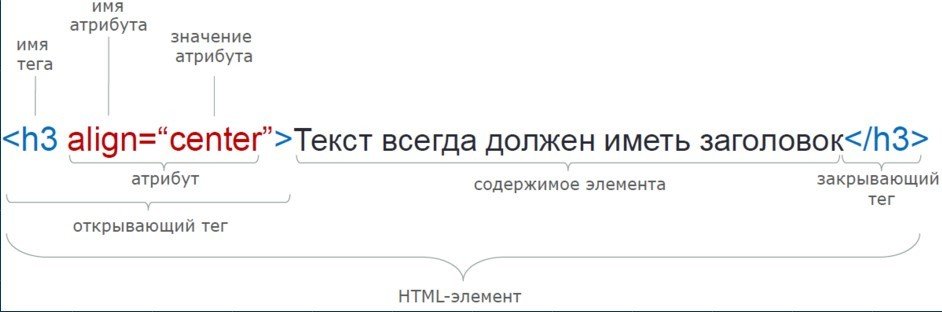 имя
атрибута
имя
тега
значение
атрибута
<h3 align=“center”>Текст всегда должен иметь заголовок</h3>
атрибут
содержимое элемента
закрывающий
тег
открывающий тег
HTML-элемент